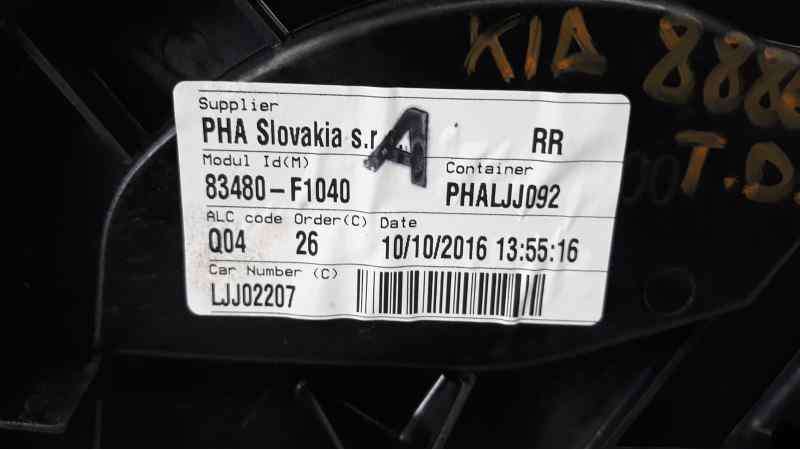 KIA 888
T.D.
Supplier
PHA Slovakia s.r
A
RR
Modul Id(M)
Container
83480-F1040
PHALJJ092
ALC code Order(C) Date
Q04 26 10/10/2016 13:55:16
Car Number (C)
LJJ02207